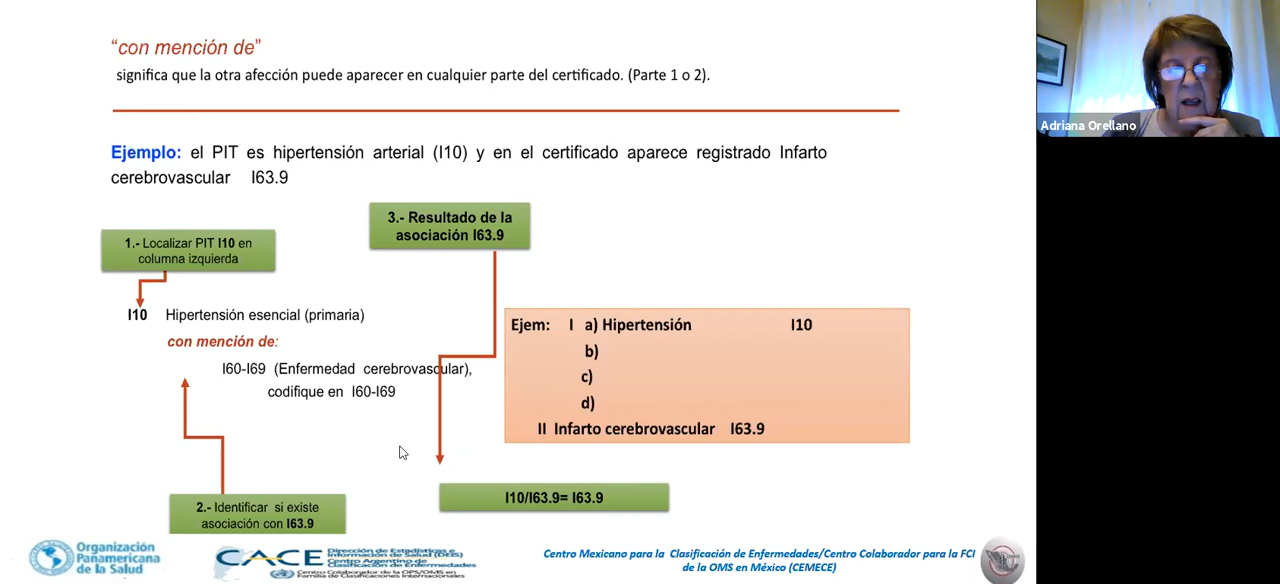 “con mención de”
significa que la otra afección puede aparecer en cualquier parte del certificado. (Parte 1 o 2).
Adriana Orellano
Ejemplo: el PIT es hipertensión arterial (I10) y en el certificado aparece registrado Infarto
cerebrovascular I63.9
3.- Resultado de la
asociación I63.9
1.- Localizar PIT I10 en
columna izquierda
I10 Hipertensión esencial (primaria)
con mención de:
I60-I69 (Enfermedad cerebrovascular),
codifique en I60-I69
Ejem: I a) Hipertensión I10
b)
c)
d)
II Infarto cerebrovascular I63.9
I10/I63.9= I63.9
2.- Identificar si existe
asociación con I63.9
Organización
Panamericana
de la Salud
CACE
Dirección de Estadísticas e
Información de Salud (DEIS)
Centro Argentino de
Clasificación de Enfermedades
Centro Colaborador de la OPS/OMS en
Familia de Clasificaciones Internacionales
Centro Mexicano para la Clasificación de Enfermedades/Centro Colaborador para la FCI
de la OMS en México (CEMECE)